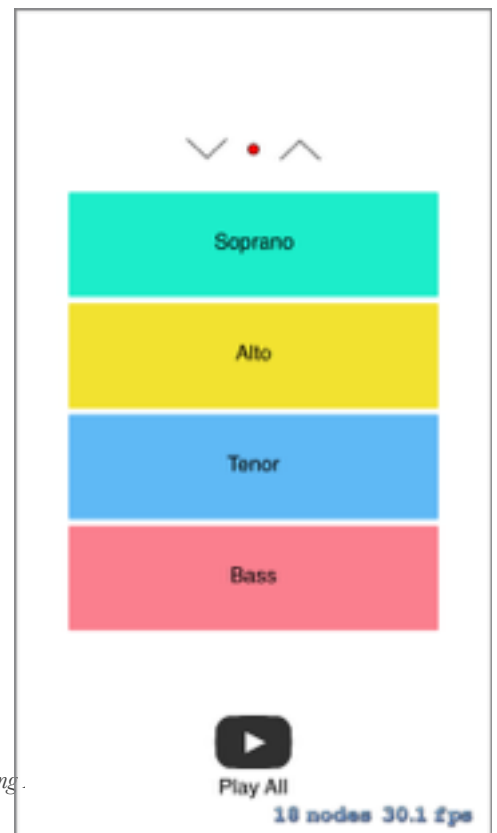 Soprano
Alto
Tenor
Bass
Play All
18 nodes 30.1 fps